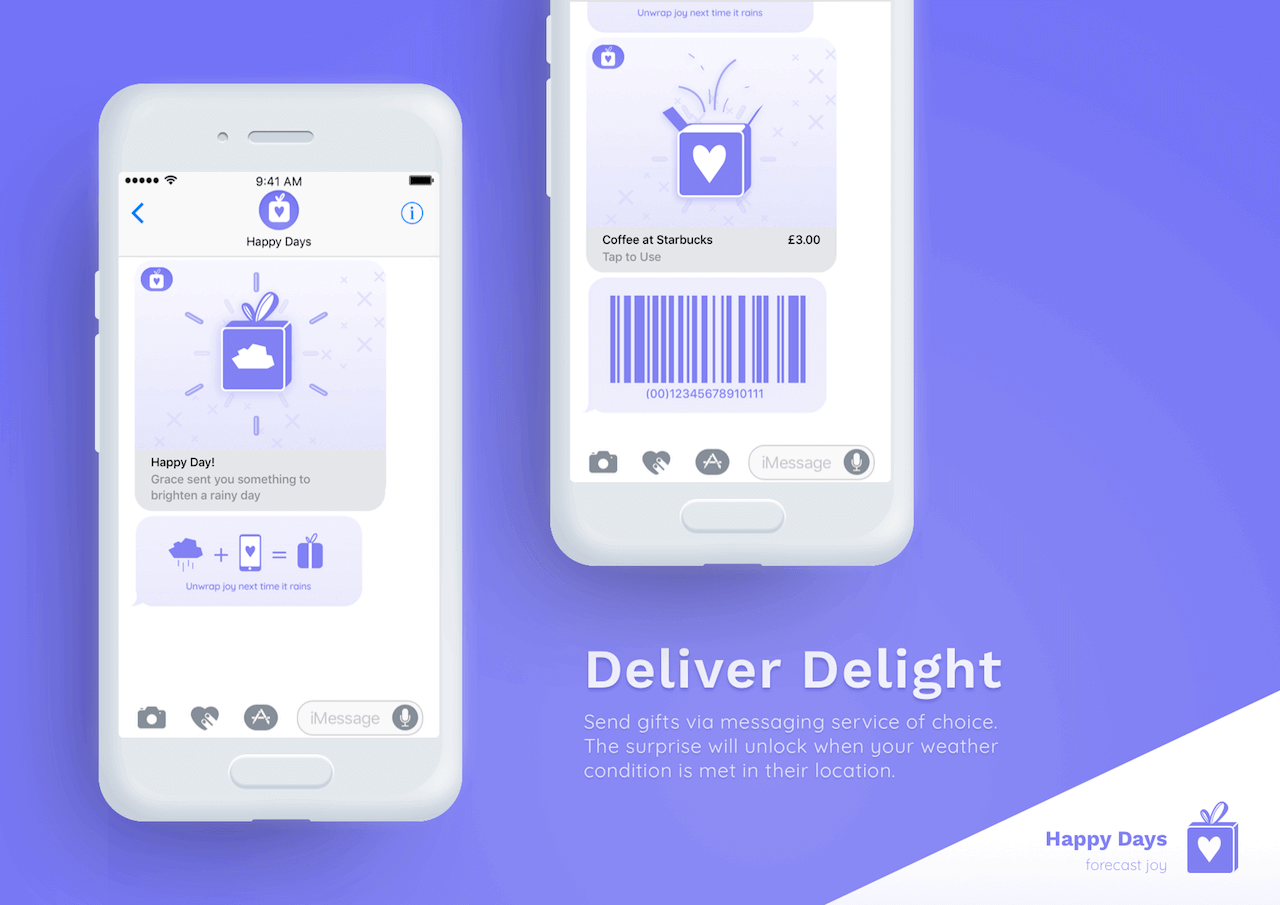 9:41 AM
Happy Days
Happy Day!
Grace sent you something to
brighten a rainy day
+
=
Unwrap joy next time it rains
iMessage
Unwrap joy next time it rains
Coffee at Starbucks £3.00
Tap to Use
(00)12345678910111
iMessage
Deliver Delight
Send gifts via messaging service of choice.
The surprise will unlock when your weather
condition is met in their location.
Happy Days
forecast joy